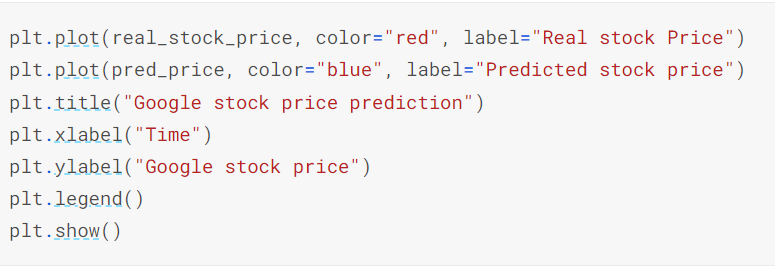 plt.plot(real_stock_price, color="red", label="Real stock Price")
plt.plot(pred_price, color="blue", label="Predicted stock price")
plt.title("Google stock price prediction")
plt.xlabel("Time")
plt.ylabel("Google stock price")
plt.legend()
plt.show()